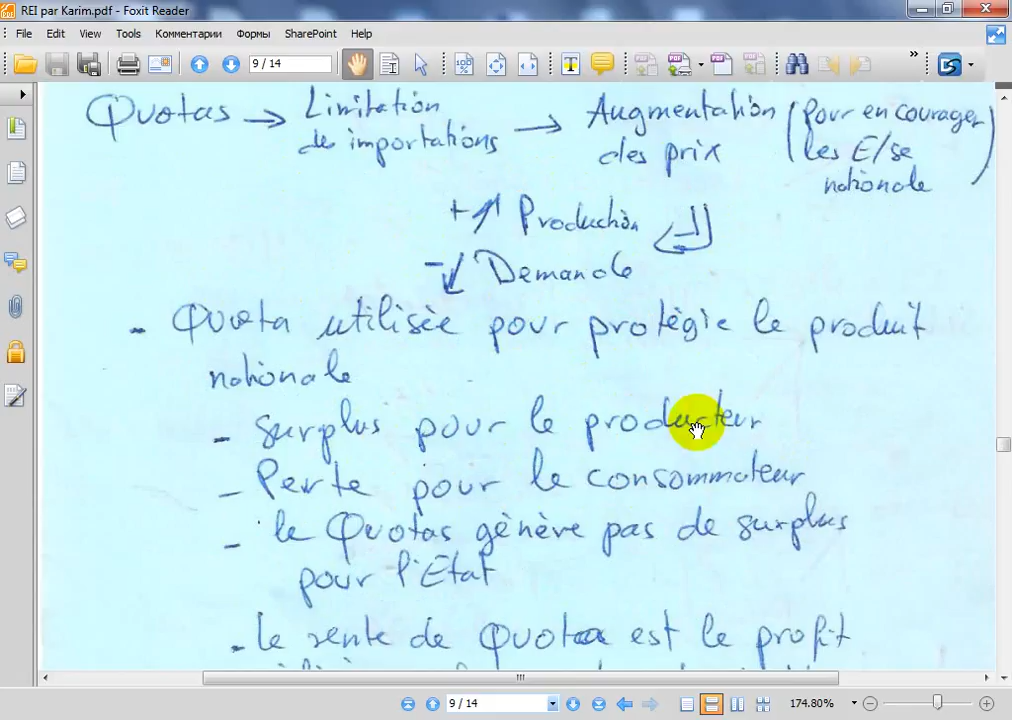 REI par Karim.pdf - Foxit Reader
File Edit View Tools Комментарии Формы SharePoint Help
9 / 14
Quotas → Limitation de importations → Augmentation des prix (Pour encourager les E/se nationale)
+ ↗ Production
- ↙ Demande
- Quota utilisée pour protègie le produit
nationale
- surplus pour le producteur
- Perte pour le consommateur
- le Quotas génère pas de surplus
pour l'Etat
- le rente de Quotaa est le profit
9 / 14 174.80%